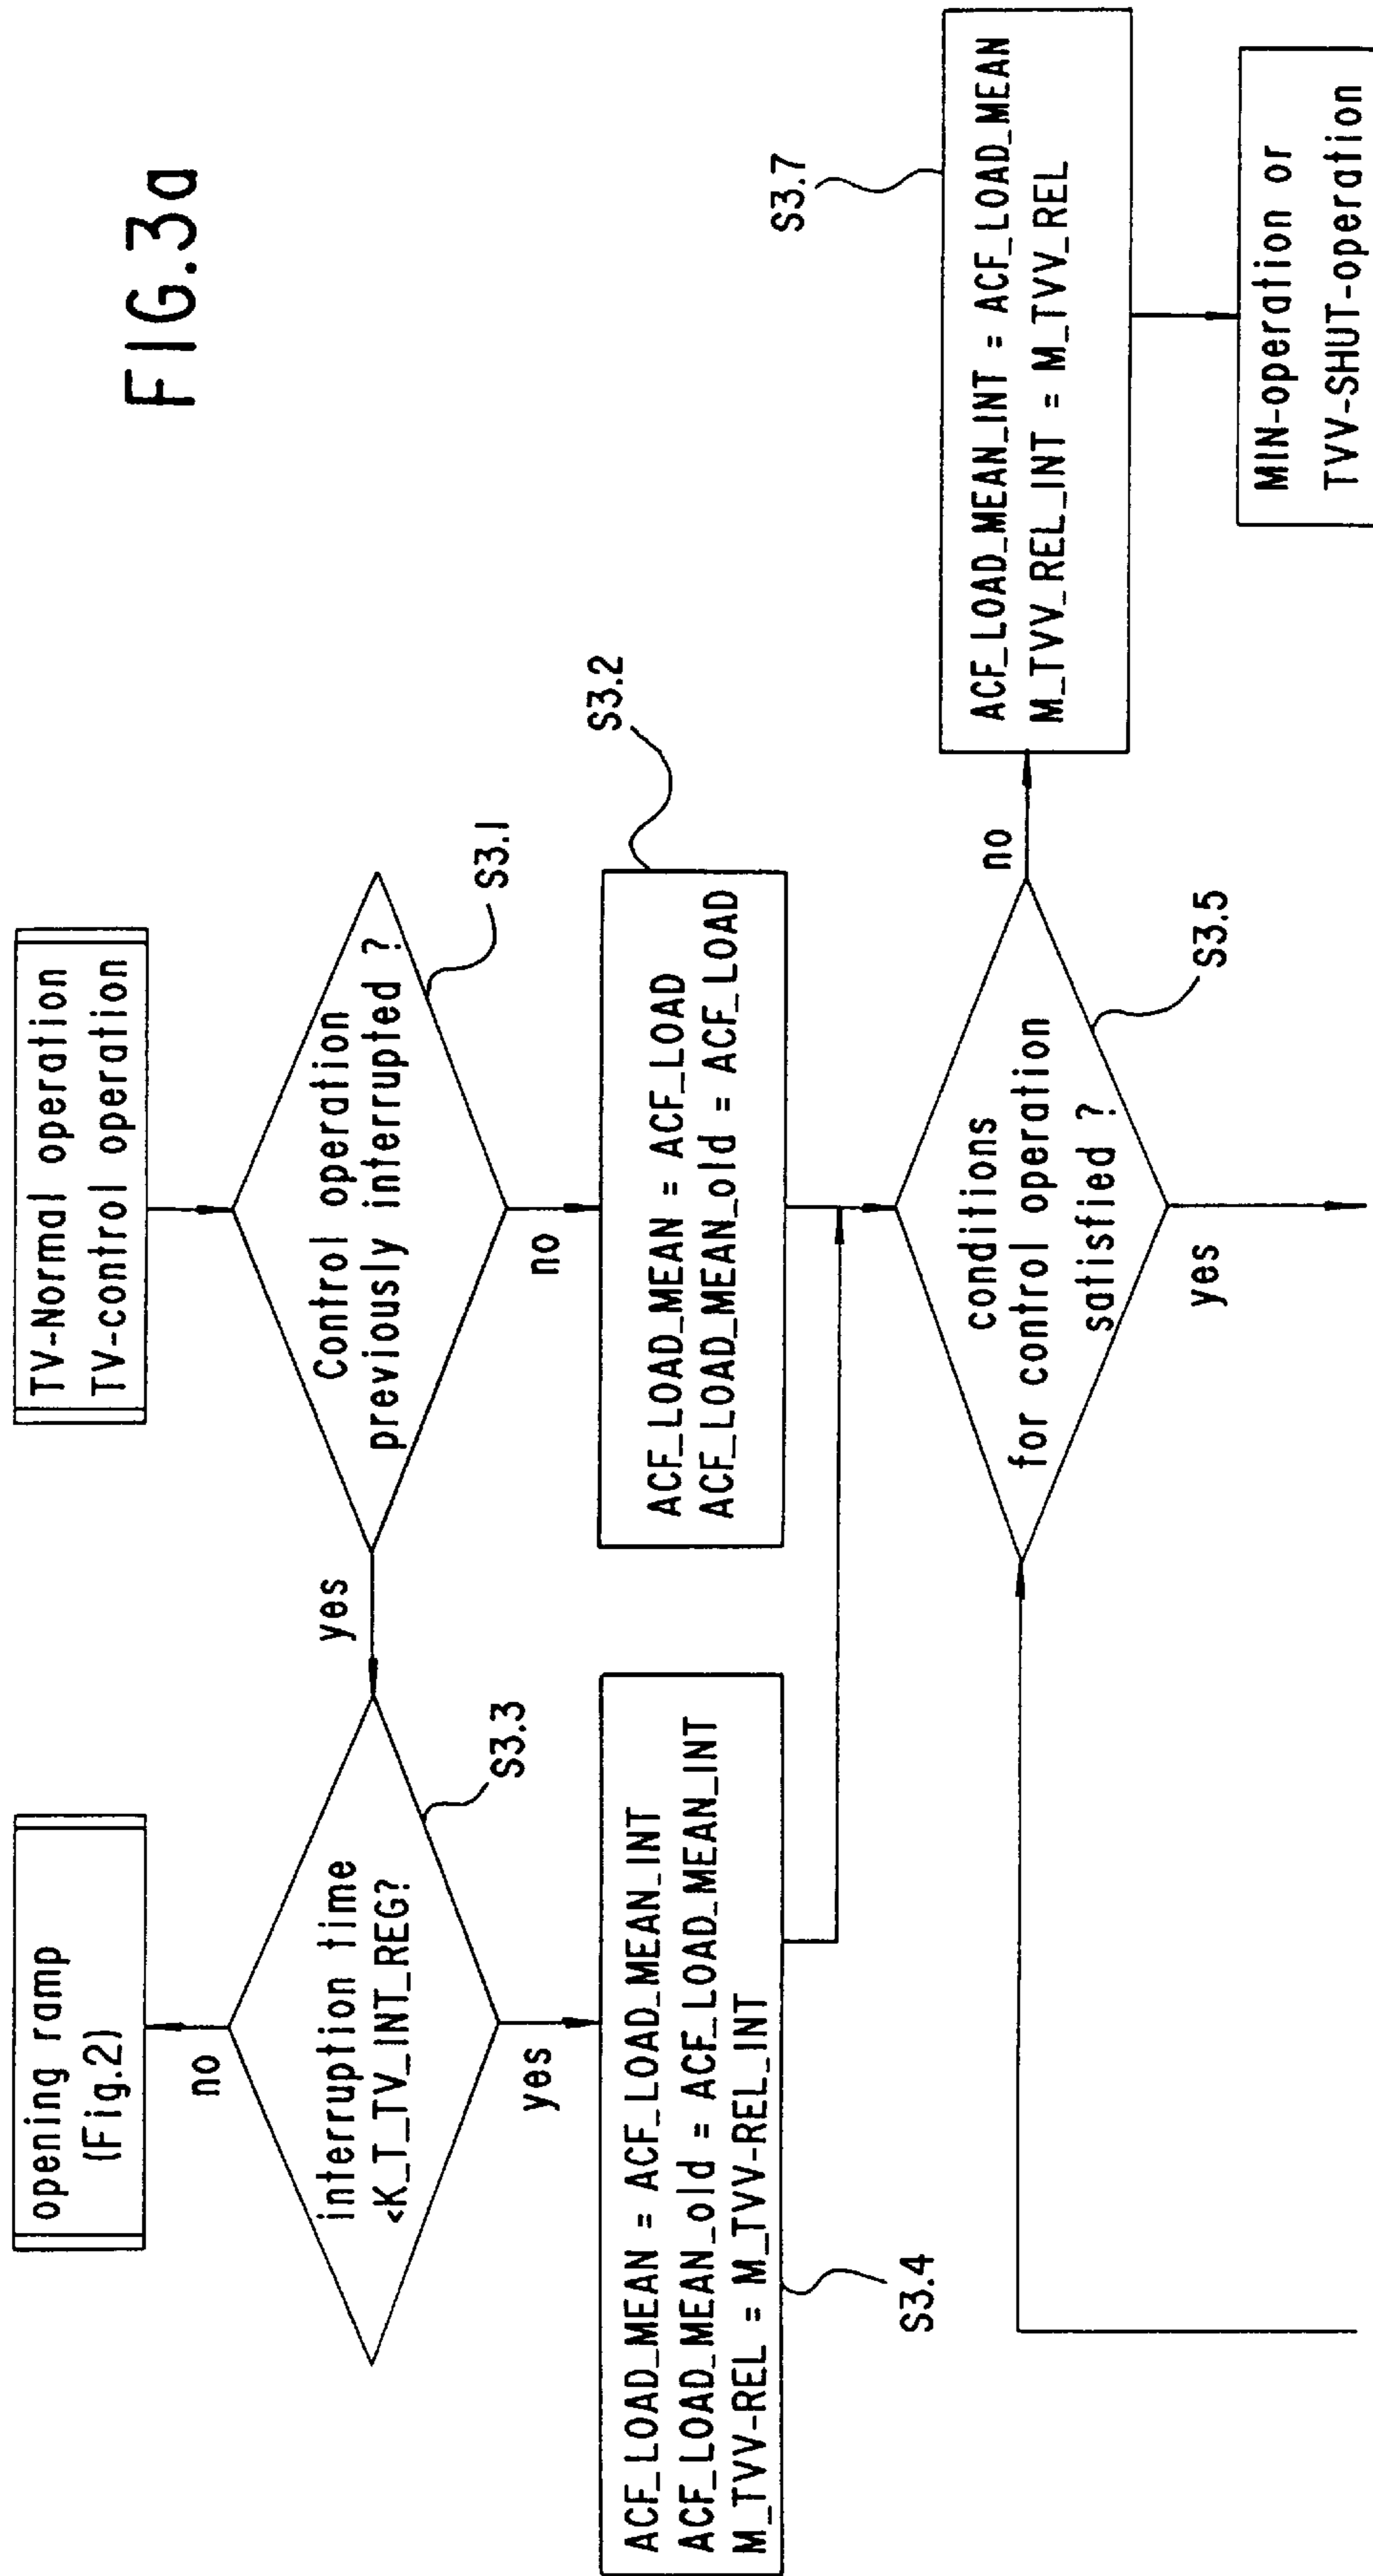 FIG.3a
TV-Normal operation
TV-control operation
Control operation
previously interrupted ?
S3.1
yes
no
opening ramp
(Fig.2)
no
interruption time
<K_T_TV_INT_REG?
S3.3
yes
ACF_LOAD_MEAN = ACF_LOAD_MEAN_INT
ACF_LOAD_MEAN_old = ACF_LOAD_MEAN_INT
M_TVV-REL = M_TVV-REL_INT
S3.4
ACF_LOAD_MEAN = ACF_LOAD
ACF_LOAD_MEAN_old = ACF_LOAD
S3.2
conditions
for control operation
satisfied ?
S3.5
yes
no
ACF_LOAD_MEAN_INT = ACF_LOAD_MEAN
M_TVV_REL_INT = M_TVV_REL
S3.7
MIN-operation or
TVV-SHUT-operation